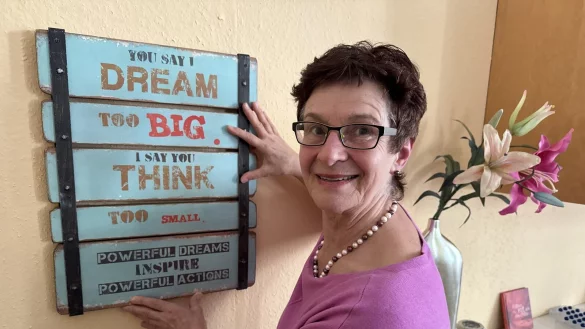 YOU SAY I
DREAM
TOO BIG.
I SAY YOU
THINK
TOO SMALL.
POWERFUL DREAMS
INSPIRE
POWERFUL ACTIONS